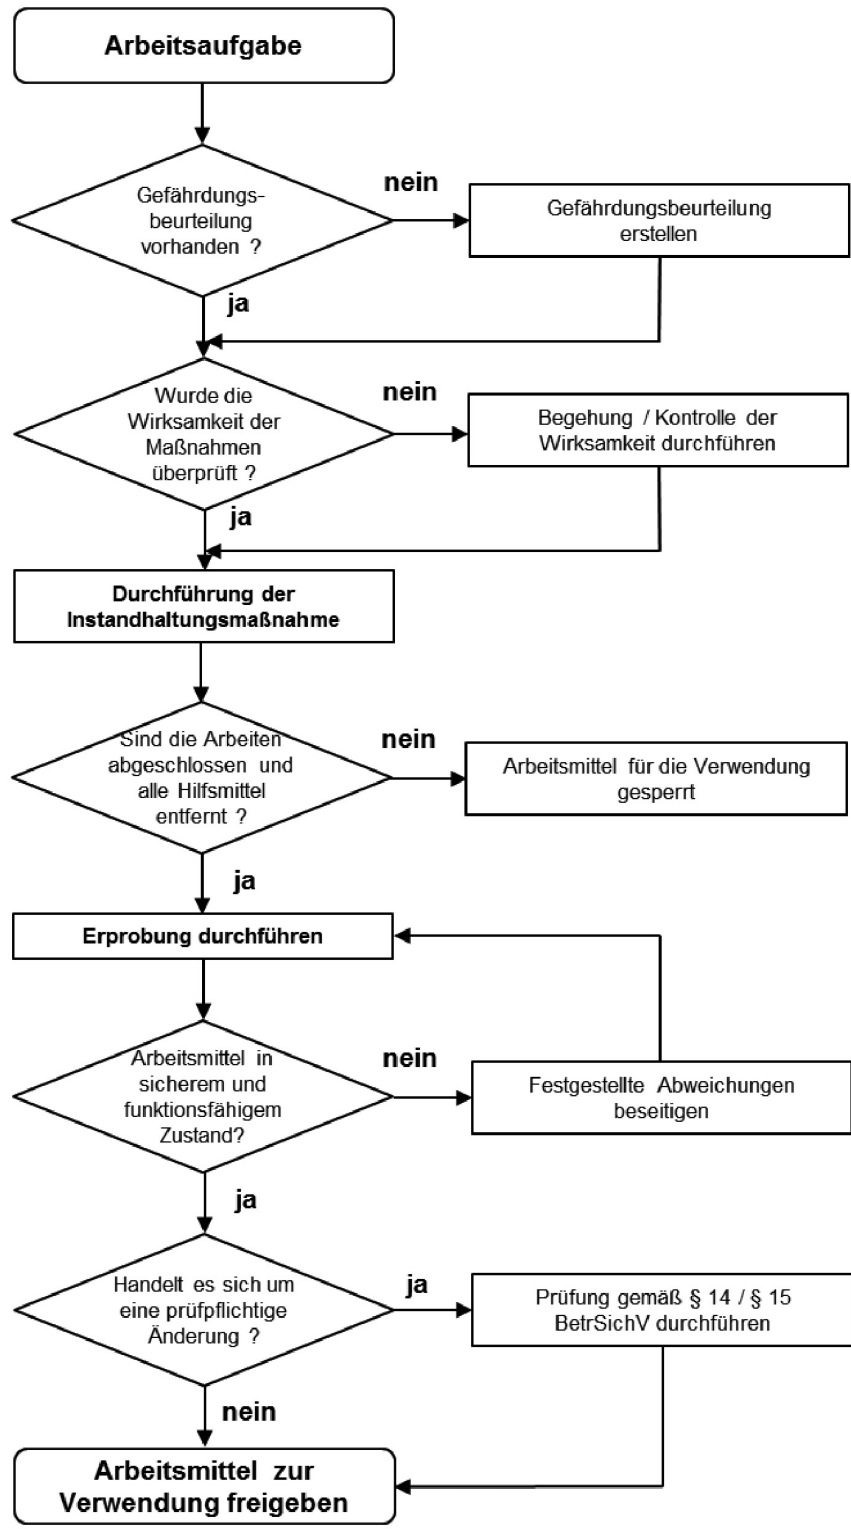 Arbeitsaufgabe
Gefährdungs-
beurteilung
vorhanden ?
nein
Gefährdungsbeurteilung
erstellen
ja
Wurde die
Wirksamkeit der
Maßnahmen
überprüft ?
nein
Begehung / Kontrolle der
Wirksamkeit durchführen
ja
Durchführung der
Instandhaltungsmaßnahme
Sind die Arbeiten
abgeschlossen und
alle Hilfsmittel
entfernt ?
nein
Arbeitsmittel für die Verwendung
gesperrt
ja
Erprobung durchführen
Arbeitsmittel in
sicherem und
funktionsfähigem
Zustand?
nein
Festgestellte Abweichungen
beseitigen
ja
Handelt es sich um
eine prüfpflichtige
Änderung ?
ja
Prüfung gemäß § 14 / § 15
BetrSichV durchführen
nein
Arbeitsmittel zur
Verwendung freigeben